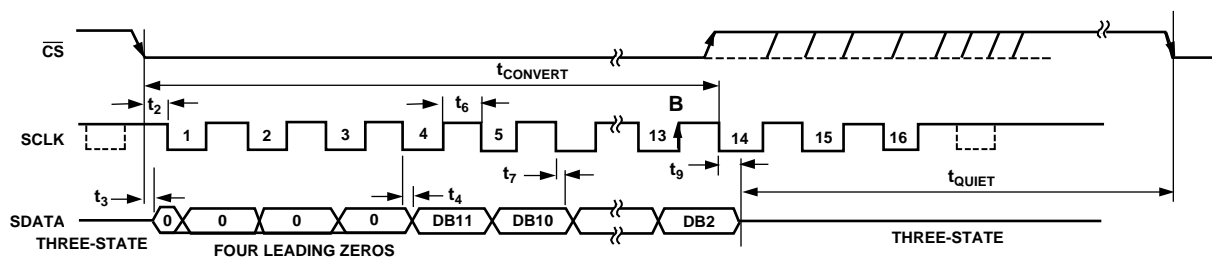 CS
tCONVERT
t2
t6
B
SCLK
1 2 3 4 5 13 14 15 16
t3
t4
t7
t9
tQUIET
SDATA
0 0 0 0 DB11 DB10 DB2
THREE-STATE
FOUR LEADING ZEROS
THREE-STATE